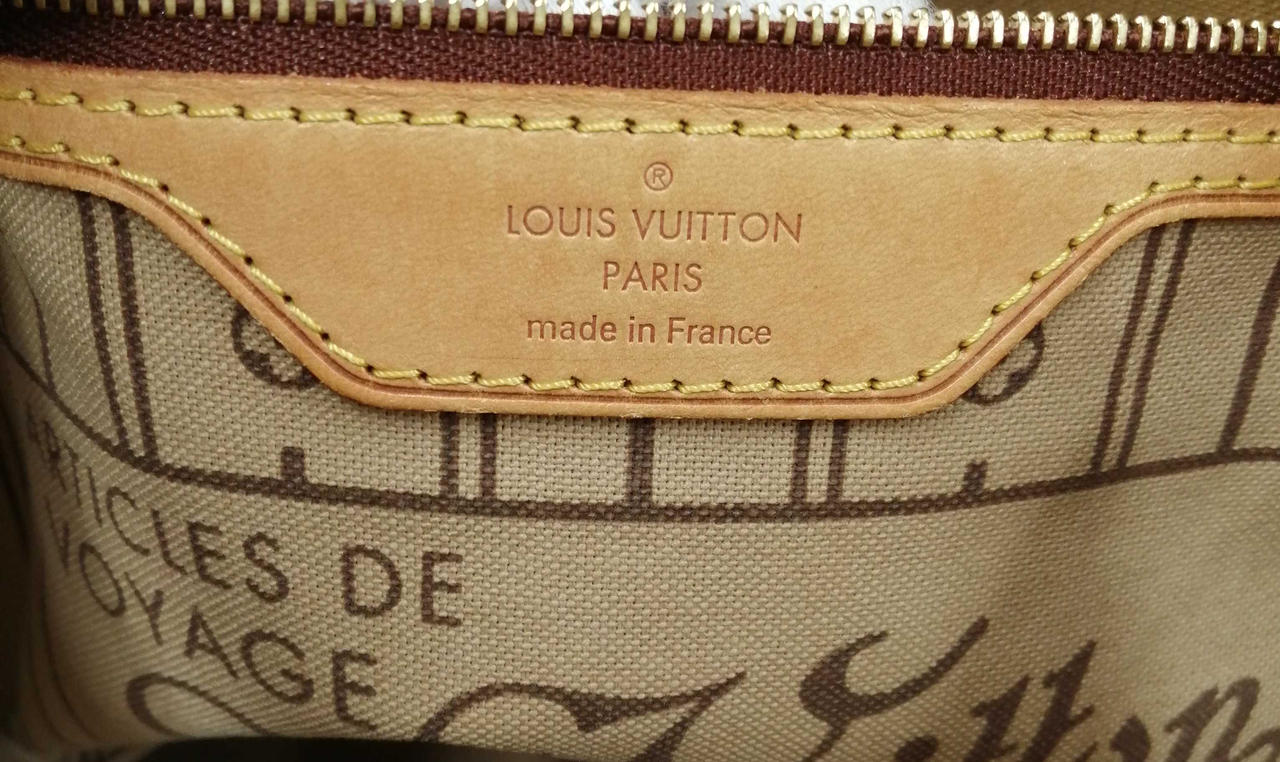 ®
LOUIS VUITTON
PARIS
made in France
ARTICLES DE
VOYAGE